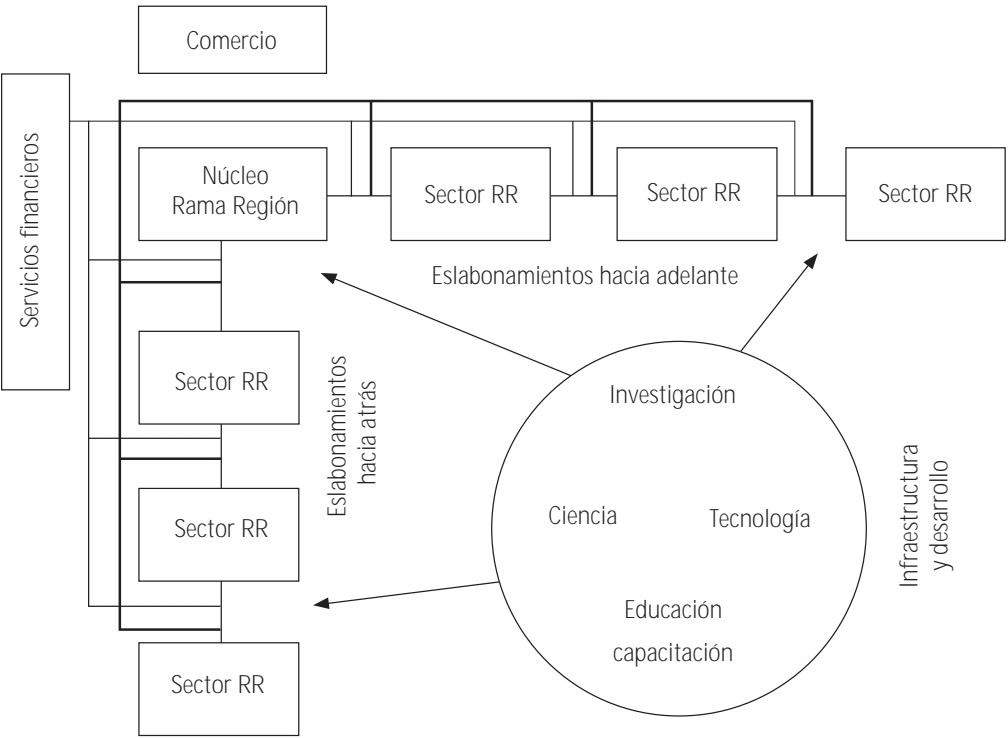 Comercio
Servicios financieros
Núcleo
Rama Región
Sector RR
Sector RR
Sector RR
Eslabonamientos hacia adelante
Sector RR
Eslabonamientos
hacia atrás
Sector RR
Sector RR
Investigación
Ciencia
Tecnología
Educación
capacitación
Infraestructura
y desarrollo